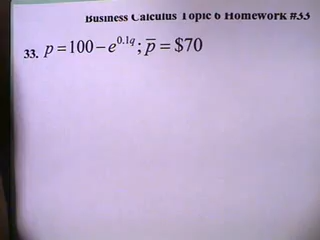 Business Calculus Topic 6 Homework #33
33. p = 100 − e^{0.1q}; p̅ = $70